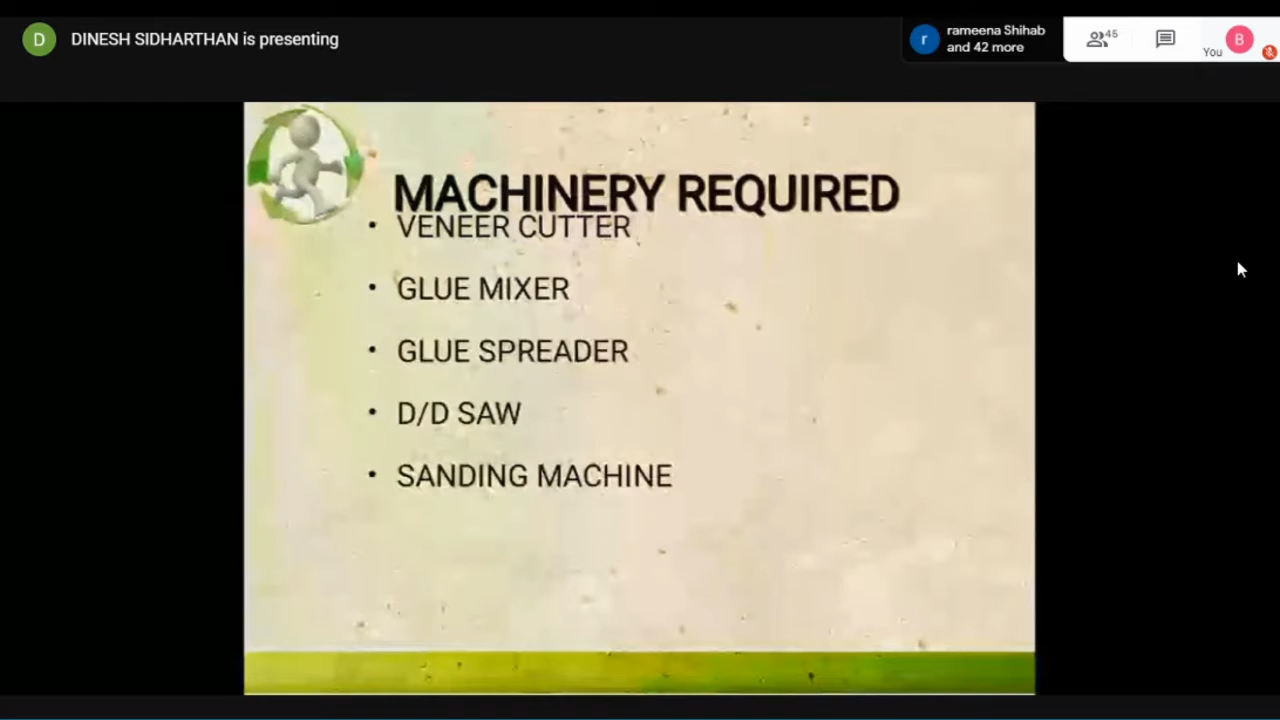 D
DINESH SIDHARTHAN is presenting
r
rameena Shihab
and 42 more
45
You
B
MACHINERY REQUIRED
• VENEER CUTTER
• GLUE MIXER
• GLUE SPREADER
• D/D SAW
• SANDING MACHINE